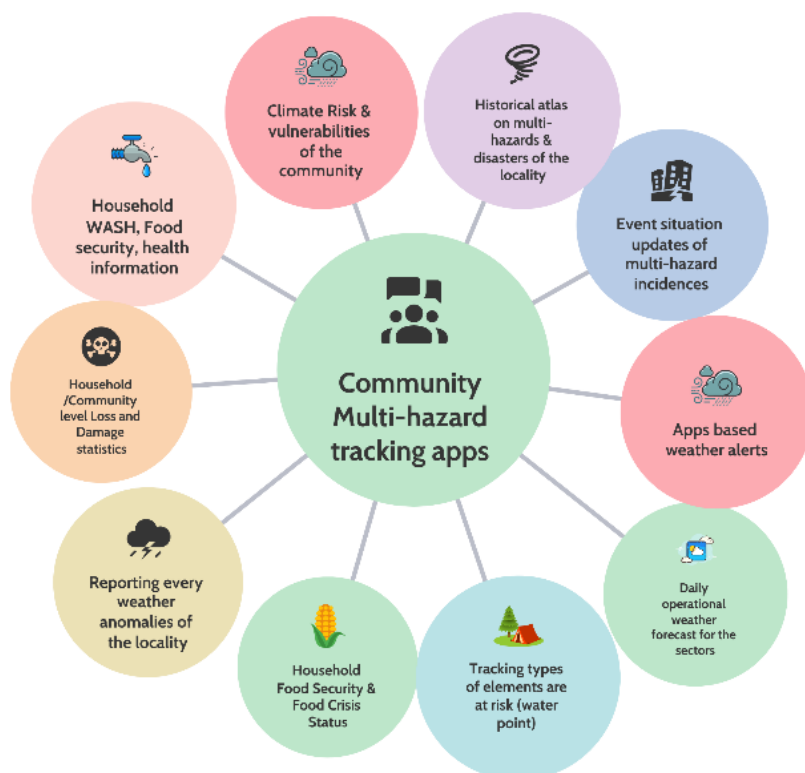 Climate Risk &
vulnerabilities
of the
community
Historical atlas
on multi-
hazards &
disasters of the
locality
Event situation
updates of
multi-hazard
incidences
Apps based
weather alerts
Daily
operational
weather
forecast for the
sectors
Tracking types
of elements are
at risk (water
point)
Household
Food Security &
Food Crisis
Status
Reporting every
weather
anomalies of
the locality
Household
/Community
level Loss and
Damage
statistics
Household
WASH, Food
security, health
information
Community
Multi-hazard
tracking apps